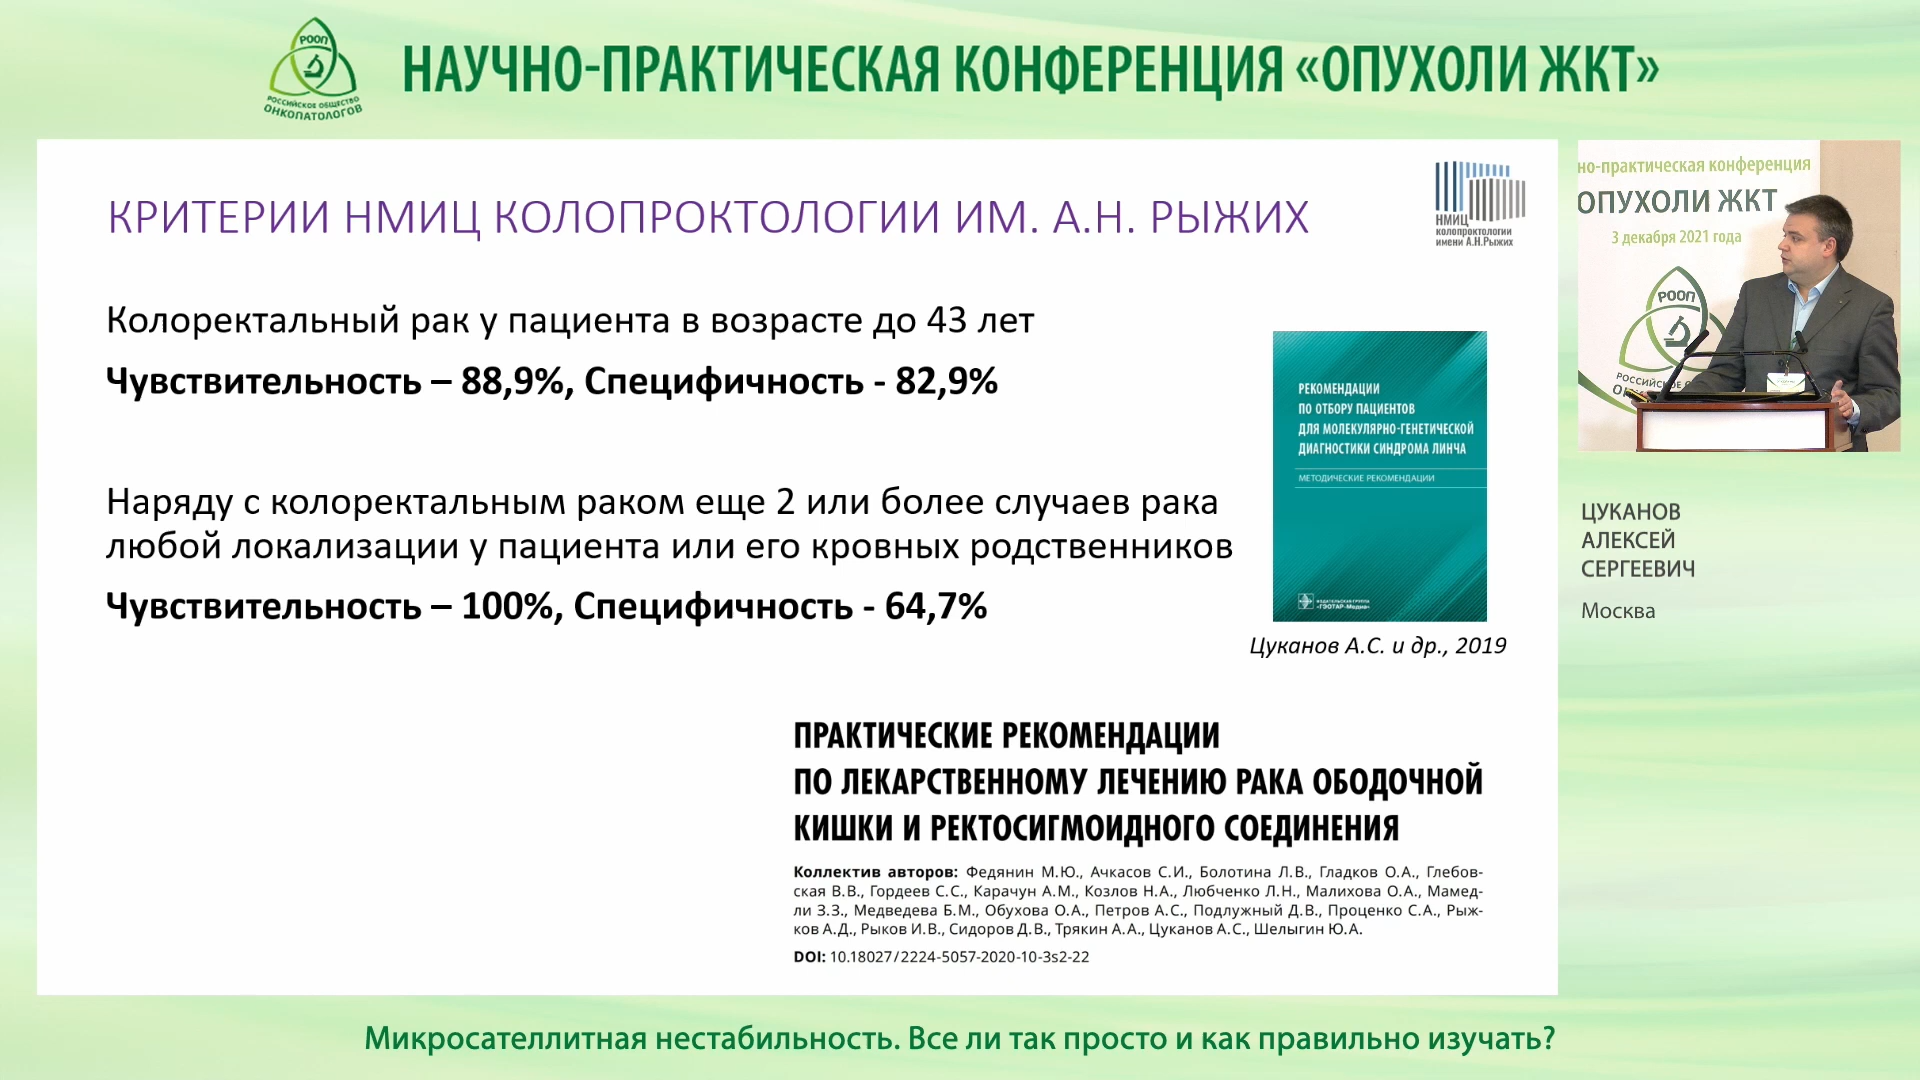 РООП
РОССИЙСКОЕ ОБЩЕСТВО
ОНКОПАТОЛОГОВ
НАУЧНО-ПРАКТИЧЕСКАЯ КОНФЕРЕНЦИЯ «ОПУХОЛИ ЖКТ»
КРИТЕРИИ НМИЦ КОЛОПРОКТОЛОГИИ ИМ. А.Н. РЫЖИХ
НМИЦ
колопроктологии
имени А.Н.Рыжих
Колоректальный рак у пациента в возрасте до 43 лет
Чувствительность – 88,9%, Специфичность - 82,9%
Наряду с колоректальным раком еще 2 или более случаев рака
любой локализации у пациента или его кровных родственников
Чувствительность – 100%, Специфичность - 64,7%
РЕКОМЕНДАЦИИ
ПО ОТБОРУ ПАЦИЕНТОВ
ДЛЯ МОЛЕКУЛЯРНО-ГЕНЕТИЧЕСКОЙ
ДИАГНОСТИКИ СИНДРОМА ЛИНЧА
МЕТОДИЧЕСКИЕ РЕКОМЕНДАЦИИ
ИЗДАТЕЛЬСКАЯ ГРУППА
«ГЭОТАР-Медиа»
Цуканов А.С. и др., 2019
ПРАКТИЧЕСКИЕ РЕКОМЕНДАЦИИ
ПО ЛЕКАРСТВЕННОМУ ЛЕЧЕНИЮ РАКА ОБОДОЧНОЙ
КИШКИ И РЕКТОСИГМОИДНОГО СОЕДИНЕНИЯ
Коллектив авторов: Федянин М.Ю., Ачкасов С.И., Болотина Л.В., Гладков О.А., Глебов-
ская В.В., Гордеев С.С., Карачун А.М., Козлов Н.А., Любченко Л.Н., Малихова О.А., Мамед-
ли З.З., Медведева Б.М., Обухова О.А., Петров А.С., Подлужный Д.В., Проценко С.А., Рыж-
ков А.Д., Рыков И.В., Сидоров Д.В., Трякин А.А., Цуканов А.С., Шелыгин Ю.А.
DOI: 10.18027/2224-5057-2020-10-3s2-22
но-практическая конференция
ОПУХОЛИ ЖКТ
3 декабря 2021 года
РООП
ЦУКАНОВ
АЛЕКСЕЙ
СЕРГЕЕВИЧ
Москва
Микросателлитная нестабильность. Все ли так просто и как правильно изучать?